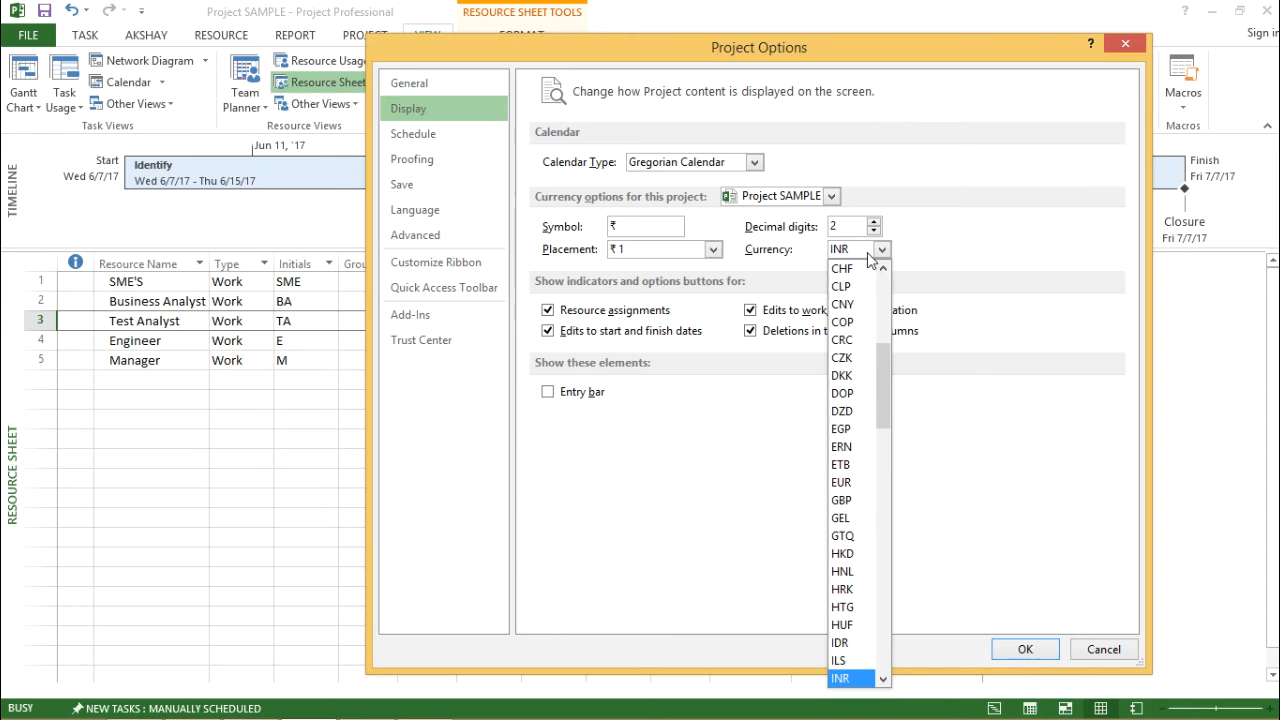 Project SAMPLE - Project Professional
RESOURCE SHEET TOOLS
Sign in
FILE TASK AKSHAY RESOURCE REPORT
Network Diagram
Calendar
Other Views
Gantt
Chart
Task
Usage
Task Views
Team
Planner
Resource Usag
Resource Sheet
Other Views
Resource Views
Macros
Macros
Project Options
General
Display
Schedule
Proofing
Save
Language
Advanced
Customize Ribbon
Quick Access Toolbar
Add-Ins
Trust Center
Change how Project content is displayed on the screen.
Calendar
Calendar Type: Gregorian Calendar
Currency options for this project: Project SAMPLE
Symbol: ₹ Decimal digits: 2
Placement: ₹ 1 Currency: INR
Show indicators and options buttons for:
Resource assignments
Edits to start and finish dates
Edits to work
Deletions in t
Show these elements:
Entry bar
CHF
CLP
CNY
COP
CRC
CZK
DKK
DOP
DZD
EGP
ERN
ETB
EUR
GBP
GEL
GTQ
HKD
HNL
HRK
HTG
HUF
IDR
ILS
INR
OK Cancel
TIMELINE
Jun 11, '17
Start
Wed 6/7/17
Identify
Wed 6/7/17 - Thu 6/15/17
Finish
Fri 7/7/17
Closure
Fri 7/7/17
RESOURCE SHEET
Resource Name Type Initials Grou
1 SME'S Work SME
2 Business Analyst Work BA
3 Test Analyst Work TA
4 Engineer Work E
5 Manager Work M
BUSY NEW TASKS : MANUALLY SCHEDULED